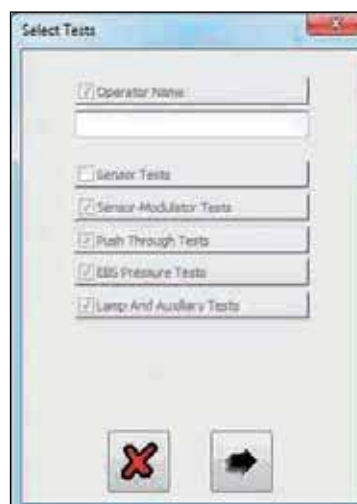 Select Tests
Operator Name
Sensor Tests
Sensor-Modulator Tests
Push Through Tests
EBS Pressure Tests
Lamp And Auxiliary Tests